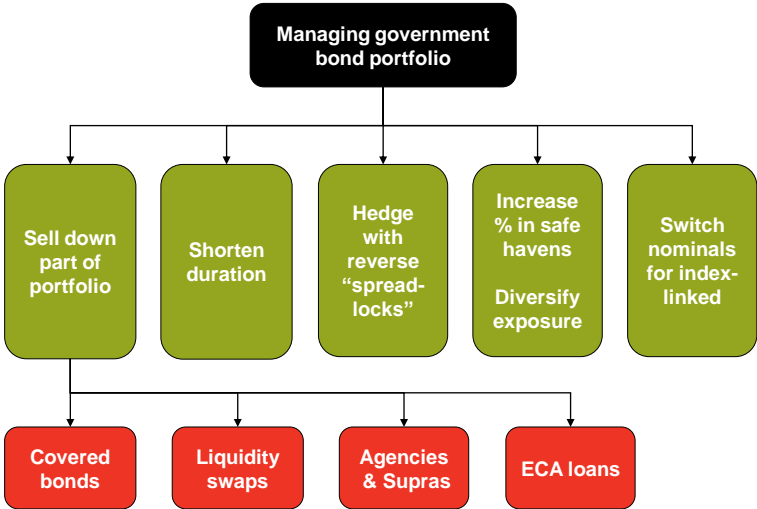 Managing government
bond portfolio
Sell down
part of
portfolio
Shorten
duration
Hedge
with
reverse
“spread-
locks”
Increase
% in safe
havens
Diversify
exposure
Switch
nominals
for index-
linked
Covered
bonds
Liquidity
swaps
Agencies
& Supras
ECA loans